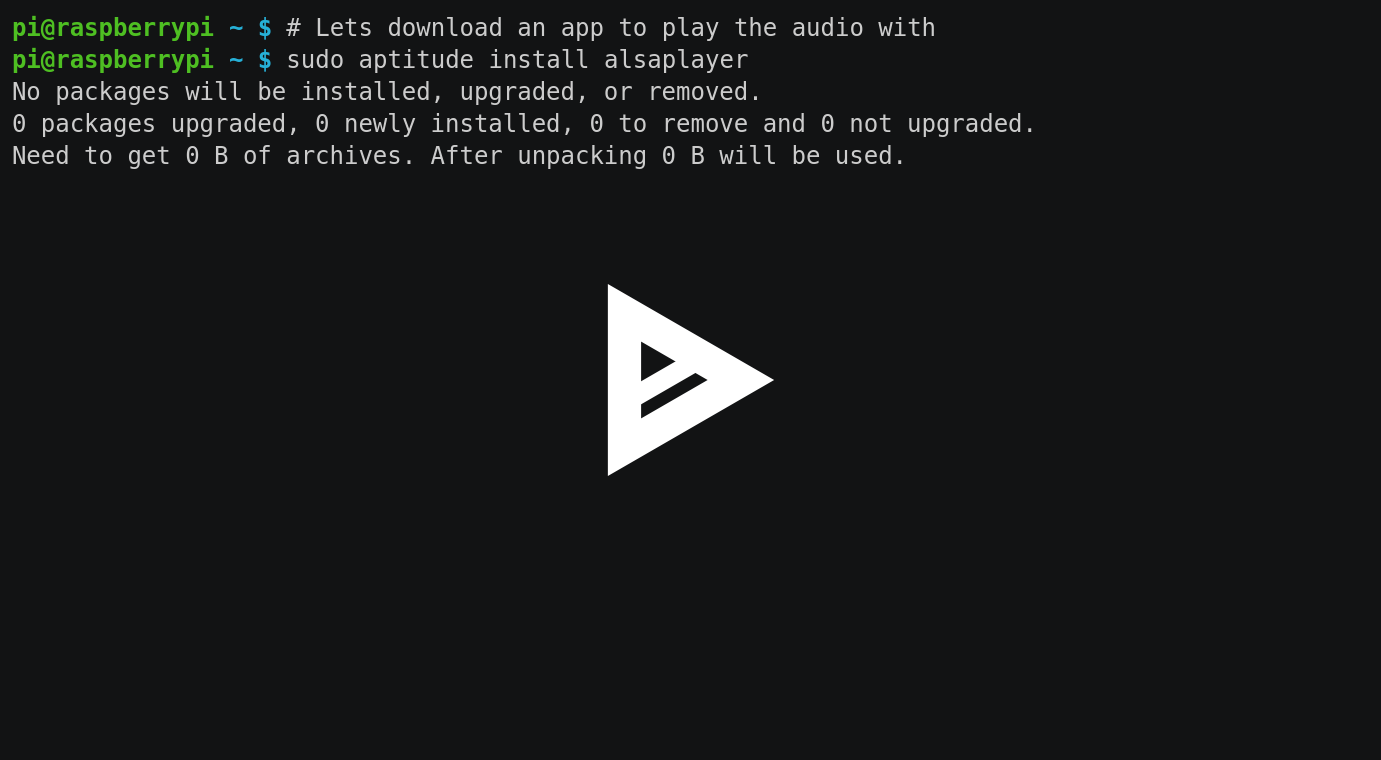 pi@raspberrypi ~ $ # Lets download an app to play the audio with
pi@raspberrypi ~ $ sudo aptitude install alsaplayer
No packages will be installed, upgraded, or removed.
0 packages upgraded, 0 newly installed, 0 to remove and 0 not upgraded.
Need to get 0 B of archives. After unpacking 0 B will be used.